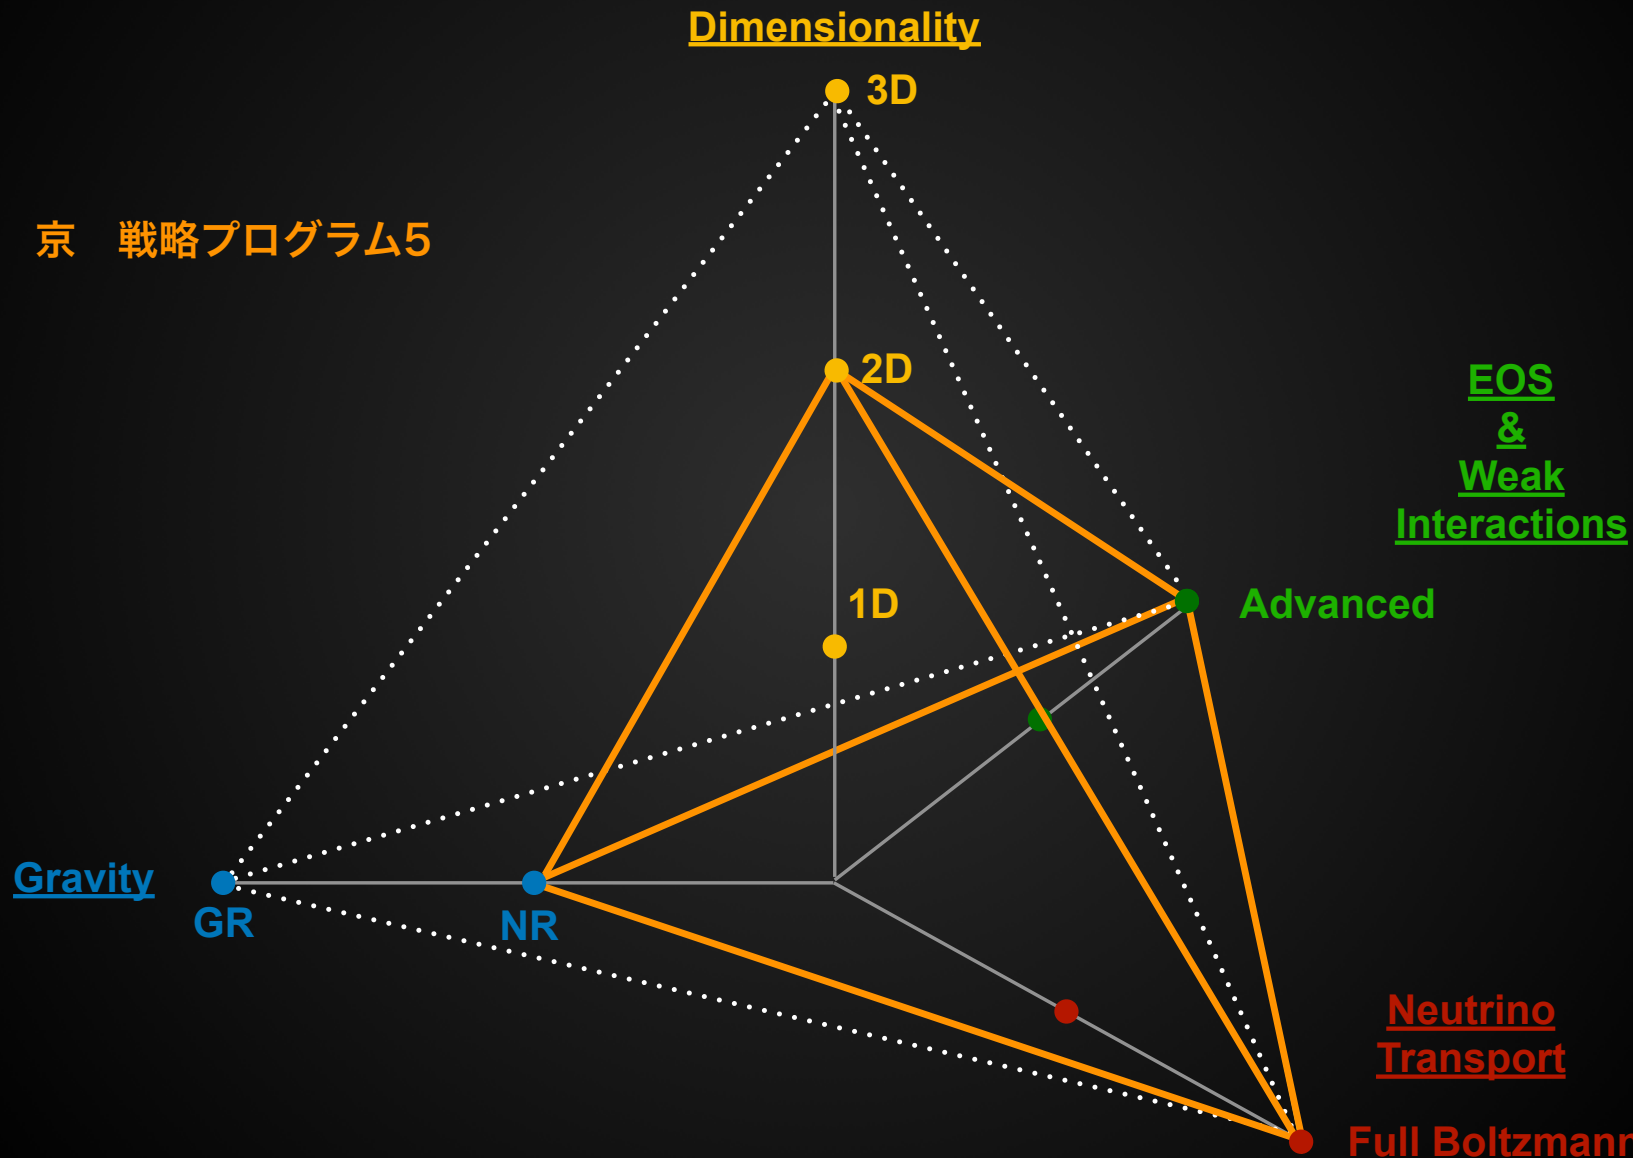 Dimensionality
3D
京　戦略プログラム5
2D
EOS
&
Weak
Interactions
1D
Advanced
Gravity
GR
NR
Neutrino
Transport
Full Boltzmann